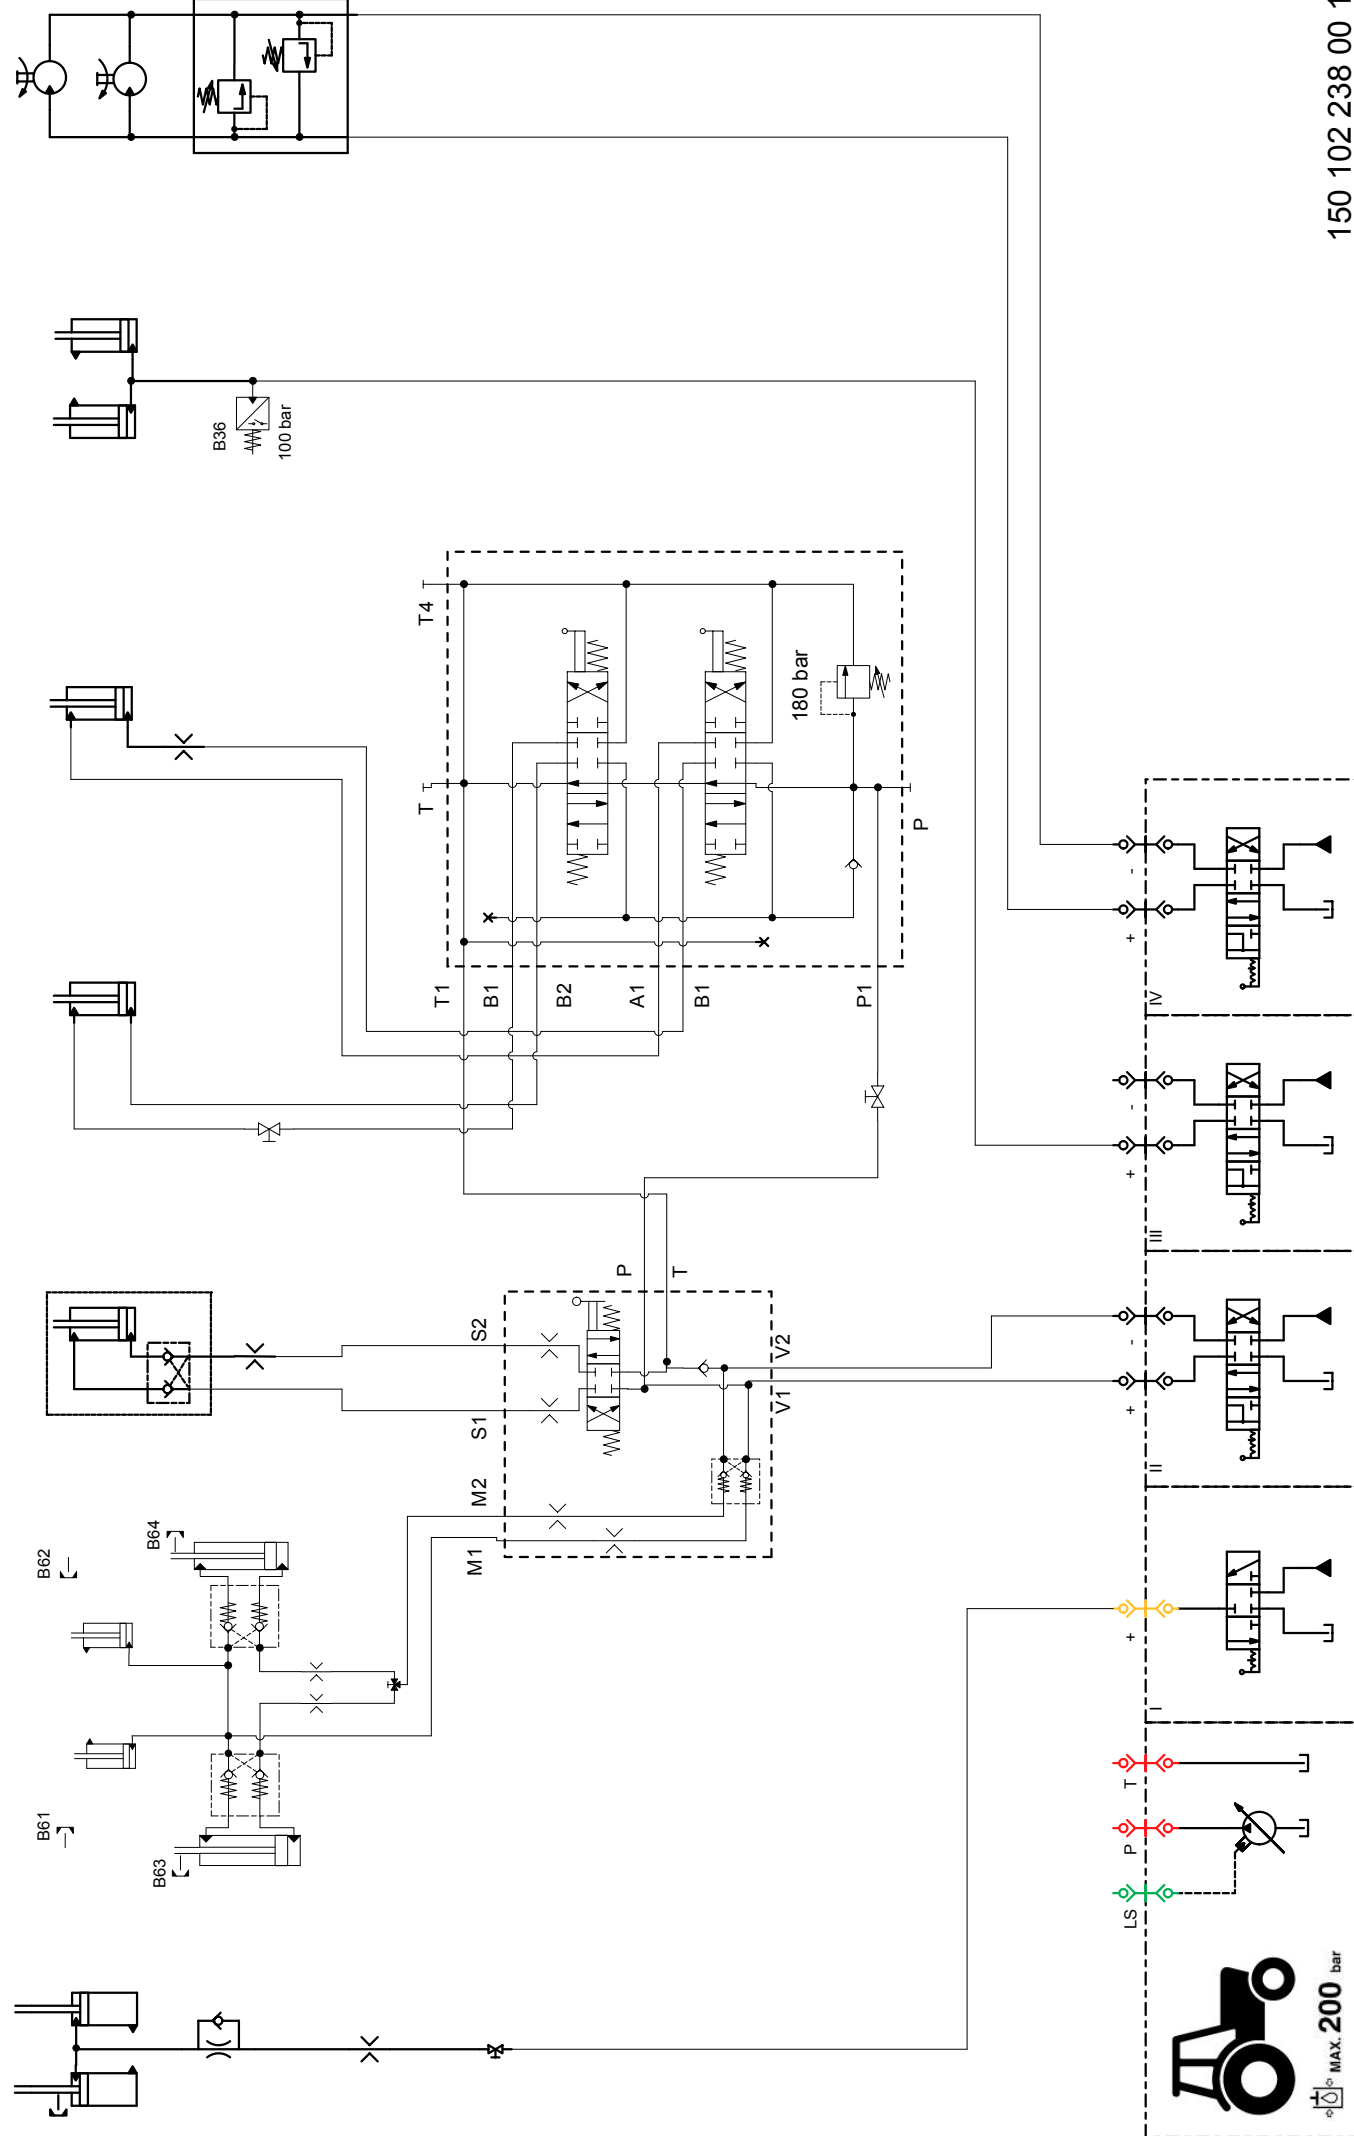 150 102 238 00 1
B36
100 bar
T4
T
180 bar
P
T1
B1
B2
A1
B1
P1
P
T
S2
S1
M2
M1
V2
V1
B62
B64
B61
B63
- +
IV
- +
III
- +
II
+
I
T
P
LS
MAX. 200 bar